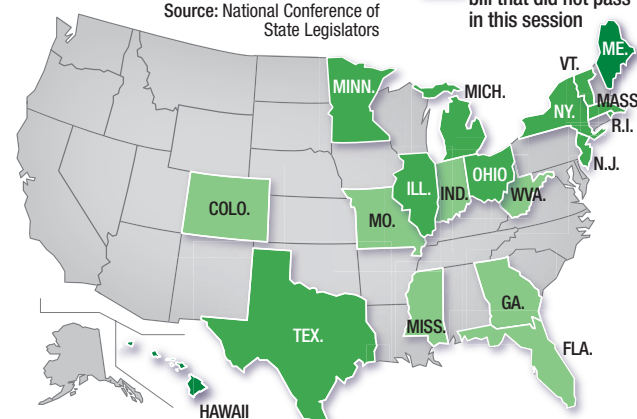 Source: National Conference of
State Legislators
bill that did not pass
in this session
ME.
VT.
MINN.
MICH.
MASS
NY.
R.I.
N.J.
OHIO
ILL.
IND.
WVA.
COLO.
MO.
GA.
MISS.
TEX.
FLA.
HAWAII